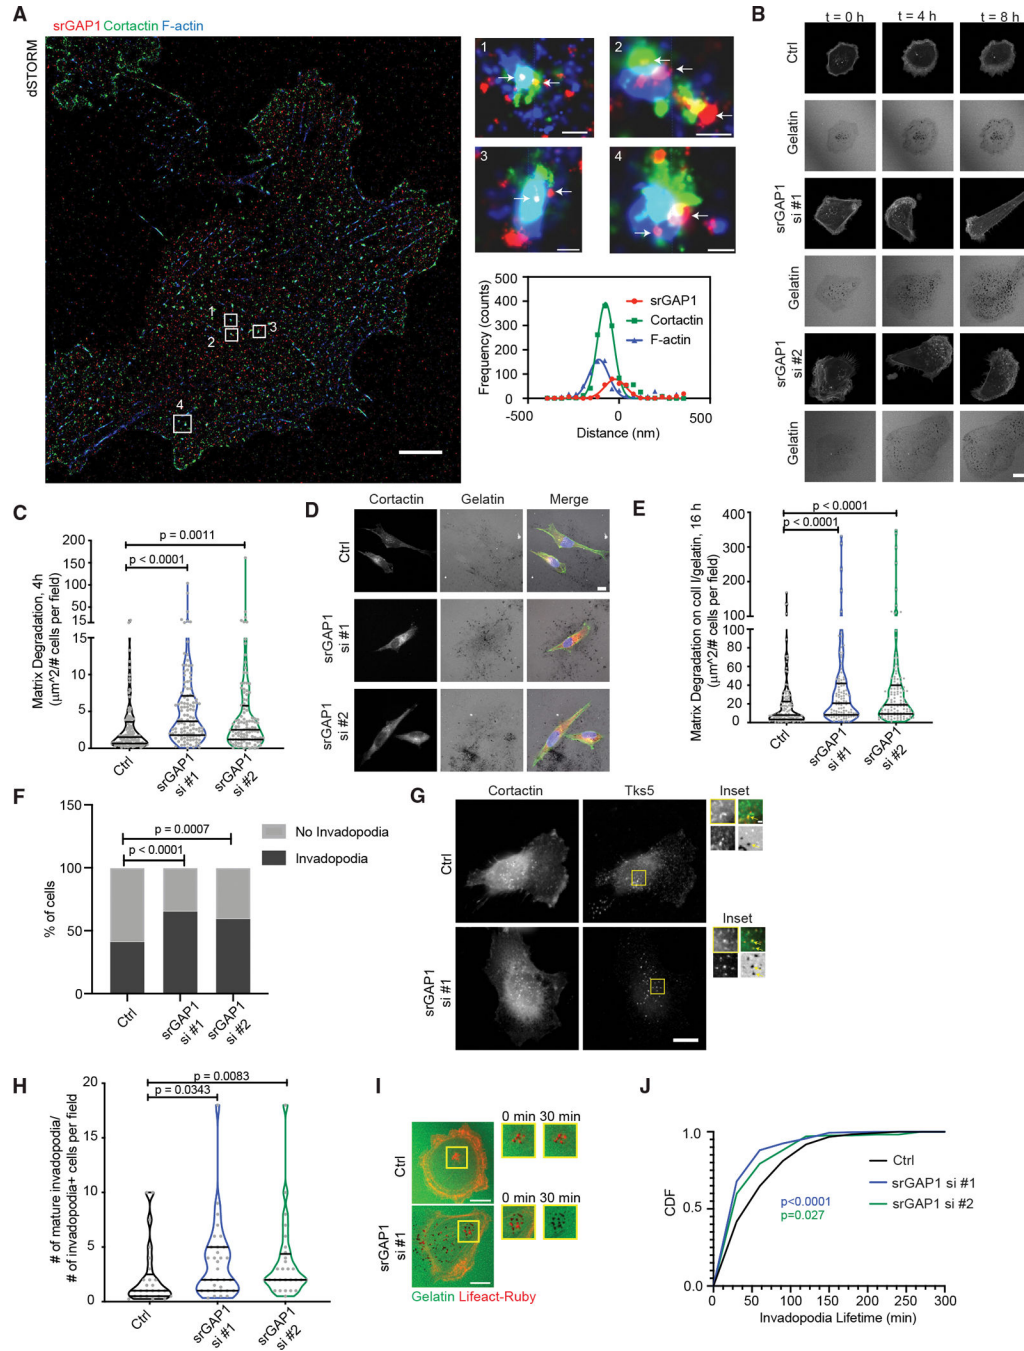 A
srGAP1 Cortactin F-actin
dSTORM
1
2
3
4
1
2
3
4
500
400
300
200
100
0
Frequency (counts)
srGAP1
Cortactin
F-actin
-500
0
500
Distance (nm)
B
t = 0 h
t = 4 h
t = 8 h
Ctrl
Gelatin
srGAP1
si #1
Gelatin
srGAP1
si #2
Gelatin
C
p = 0.0011
p < 0.0001
Matrix Degradation, 4h
(µm^2/# cells per field)
200
150
100
50
15
15
10
5
0
Ctrl
srGAP1
si #1
srGAP1
si #2
D
Cortactin
Gelatin
Merge
Ctrl
srGAP1
si #1
srGAP1
si #2
E
p < 0.0001
p < 0.0001
Matrix Degradation on coll I/gelatin, 16 h
(µm^2/# cells per field)
400
300
200
100
100
80
60
40
20
0
Ctrl
srGAP1
si #1
srGAP1
si #2
F
150
100
50
0
% of cells
p = 0.0007
p < 0.0001
No Invadopodia
Invadopodia
Ctrl
srGAP1
si #1
srGAP1
si #2
G
Cortactin
Tks5
Inset
Ctrl
Inset
srGAP1
si #1
H
p = 0.0083
p = 0.0343
# of mature invadopodia/
# of invadopodia+ cells per field
20
15
10
5
0
Ctrl
srGAP1
si #1
srGAP1
si #2
I
0 min 30 min
Ctrl
0 min 30 min
srGAP1
si #1
Gelatin Lifeact-Ruby
J
1.0
0.5
0.0
CDF
Ctrl
srGAP1 si #1
srGAP1 si #2
p<0.0001
p=0.027
0
50
100
150
200
250
300
Invadopodia Lifetime (min)